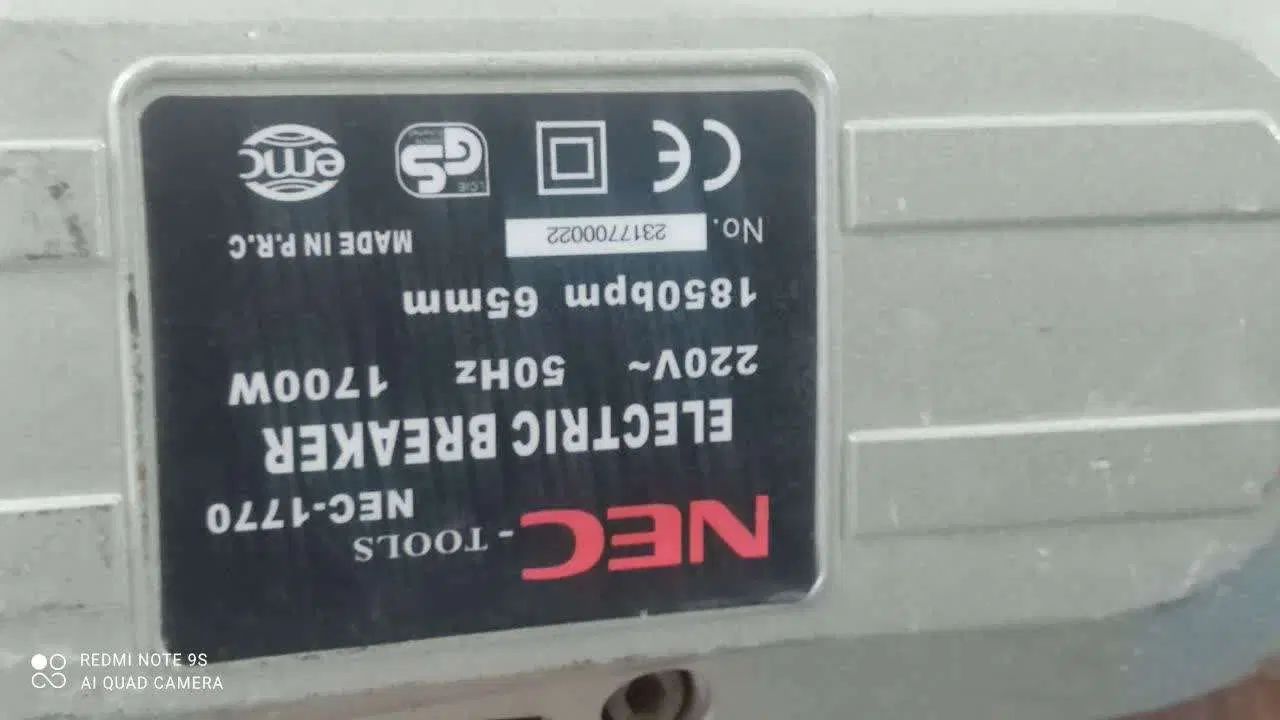 NEC - TOOLS
NEC-1770
ELECTRIC BREAKER
220V~ 50Hz 1700W
1850bpm 65mm
No. 2317700022 MADE IN P.R.C
CE GS emc
REDMI NOTE 9S
AI QUAD CAMERA